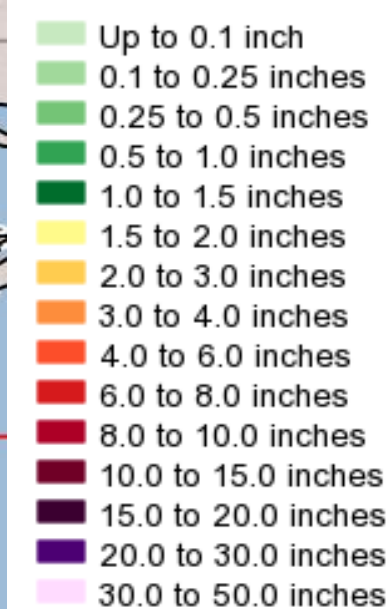 Up to 0.1 inch
0.1 to 0.25 inches
0.25 to 0.5 inches
0.5 to 1.0 inches
1.0 to 1.5 inches
1.5 to 2.0 inches
2.0 to 3.0 inches
3.0 to 4.0 inches
4.0 to 6.0 inches
6.0 to 8.0 inches
8.0 to 10.0 inches
10.0 to 15.0 inches
15.0 to 20.0 inches
20.0 to 30.0 inches
30.0 to 50.0 inches